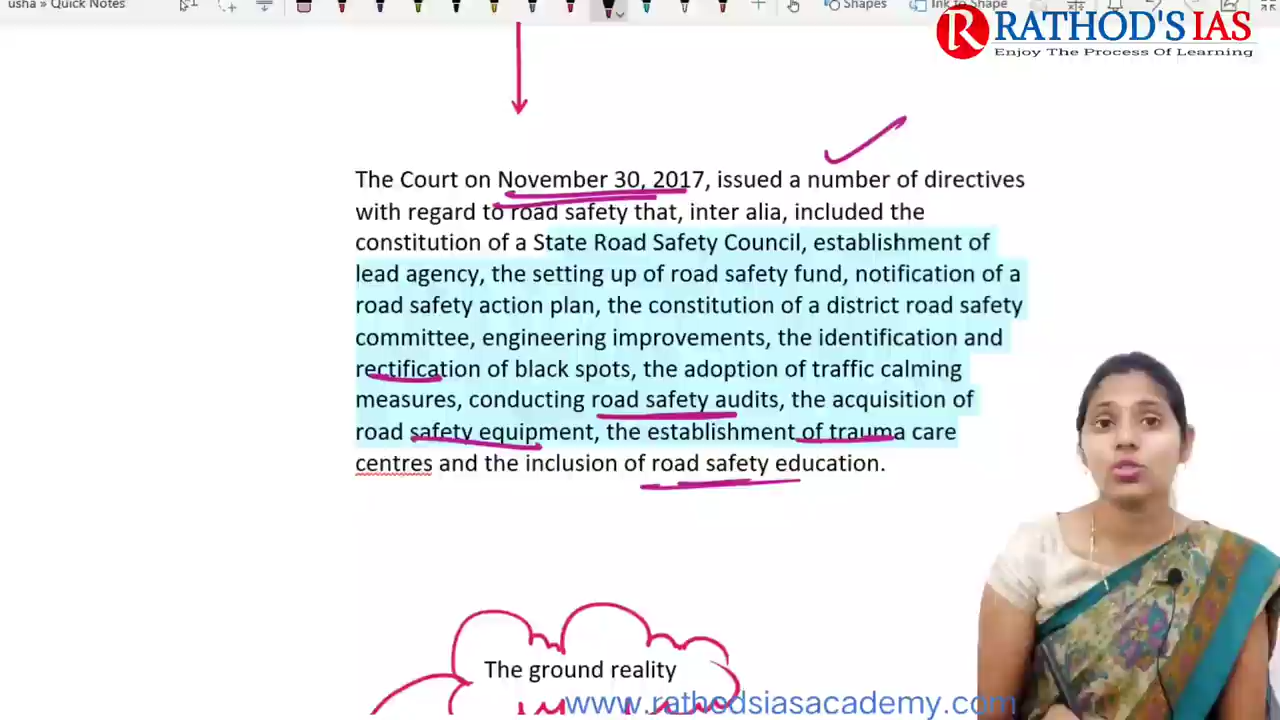 usha » Quick Notes
Shapes
Ink to Shape
R RATHOD'S IAS
Enjoy The Process Of Learning
The Court on November 30, 2017, issued a number of directives
with regard to road safety that, inter alia, included the
constitution of a State Road Safety Council, establishment of
lead agency, the setting up of road safety fund, notification of a
road safety action plan, the constitution of a district road safety
committee, engineering improvements, the identification and
rectification of black spots, the adoption of traffic calming
measures, conducting road safety audits, the acquisition of
road safety equipment, the establishment of trauma care
centres and the inclusion of road safety education.
The ground reality
www.rathodsiasacademy.com